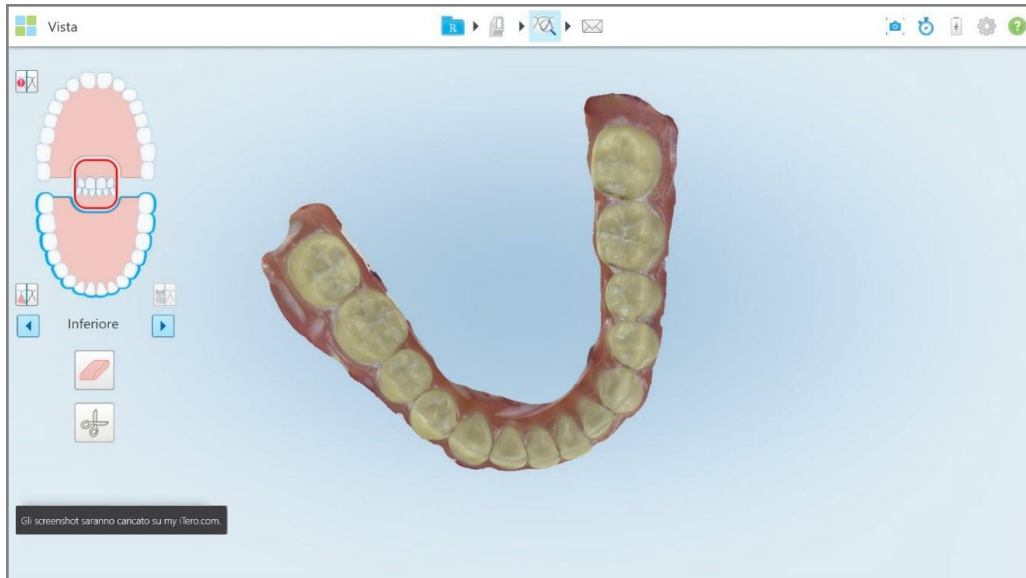 Vista
R
Inferiore
Gli screenshot saranno caricato su my iTero.com.